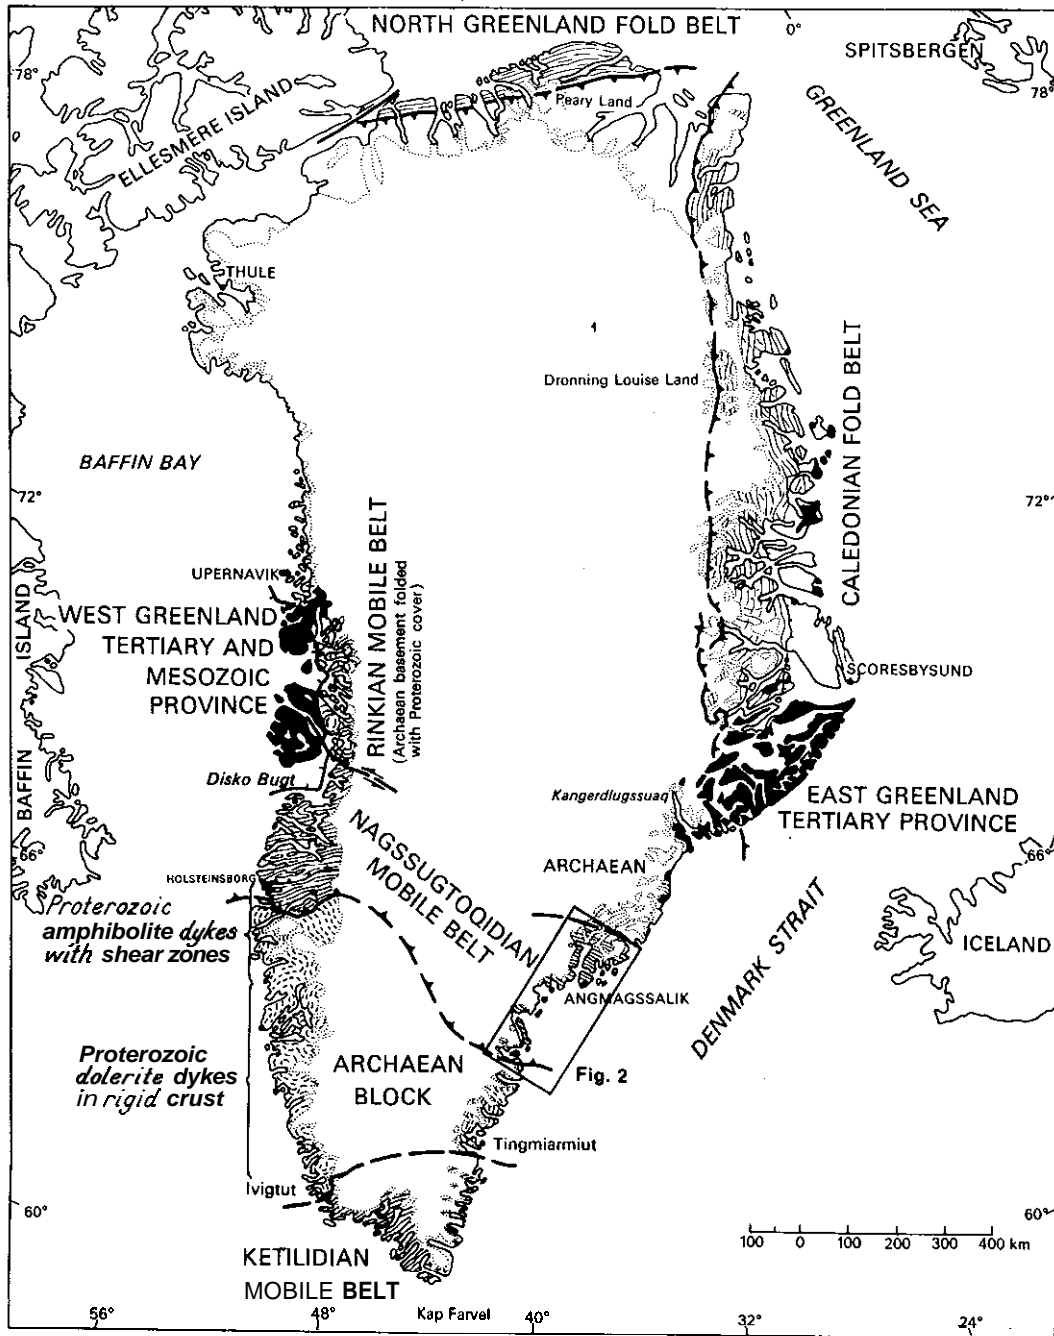 NORTH GREENLAND FOLD BELT
0°
SPITSBERGEN
78°
78°
Peary Land
ELLESMERE ISLAND
GREENLAND SEA
THULE
Dronning Louise Land
CALEDONIAN FOLD BELT
BAFFIN BAY
72°
72°
UPERNAVIK
WEST GREENLAND
TERTIARY AND
MESOZOIC
PROVINCE
RINKIAN MOBILE BELT
(Archaean basement folded
with Proterozoic cover)
BAFFIN ISLAND
SCORESBYSUND
Disko Bugt
Kangerdlugssuaq
EAST GREENLAND
TERTIARY PROVINCE
NAGSSUGTOQIDIAN
MOBILE BELT
66°
66°
ARCHAEAN
HOLSTEINSBORG
Proterozoic
amphibolite dykes
with shear zones
ICELAND
ANGMAGSSALIK
DENMARK STRAIT
Proterozoic
dolerite dykes
in rigid crust
ARCHAEAN
BLOCK
Fig. 2
Tingmiarmiut
Ivigtut
60°
60°
100 0 100 200 300 400 km
KETILIDIAN
MOBILE BELT
Kap Farvel
56°
48°
40°
32°
24°